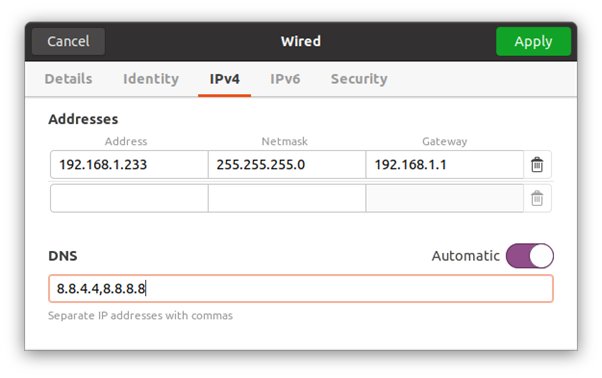 Cancel Wired Apply
Details Identity IPv4 IPv6 Security
Addresses
Address Netmask Gateway
192.168.1.233 255.255.255.0 192.168.1.1
DNS Automatic
8.8.4.4,8.8.8.8
Separate IP addresses with commas